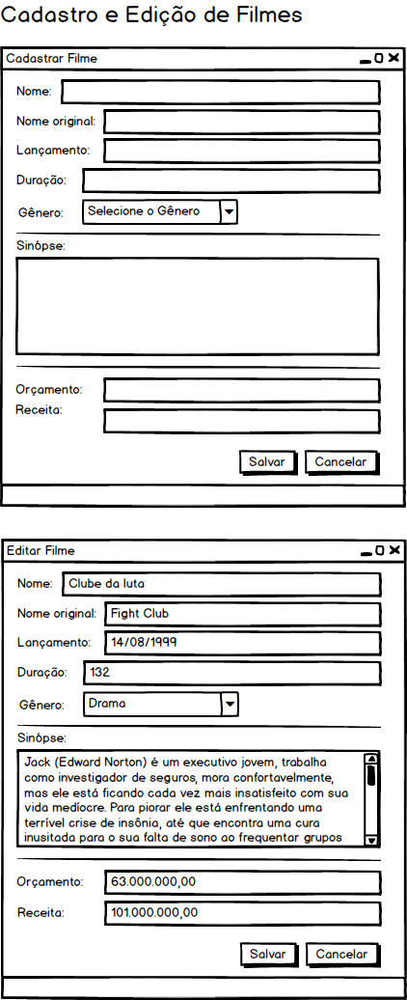 Cadastro e Edição de Filmes
Cadastrar Filme
Nome:
Nome original:
Lançamento:
Duração:
Gênero: Selecione o Gênero
Sinópse:
Orçamento:
Receita:
Salvar Cancelar
Editar Filme
Nome: Clube da luta
Nome original: Fight Club
Lançamento: 14/08/1999
Duração: 132
Gênero: Drama
Sinópse:
Jack (Edward Norton) é um executivo jovem, trabalha
como investigador de seguros, mora confortavelmente,
mas ele está ficando cada vez mais insatisfeito com sua
vida medíocre. Para piorar ele está enfrentando uma
terrível crise de insônia, até que encontra uma cura
inusitada para o sua falta de sono ao frequentar grupos
Orçamento: 63.000.000,00
Receita: 101.000.000,00
Salvar Cancelar